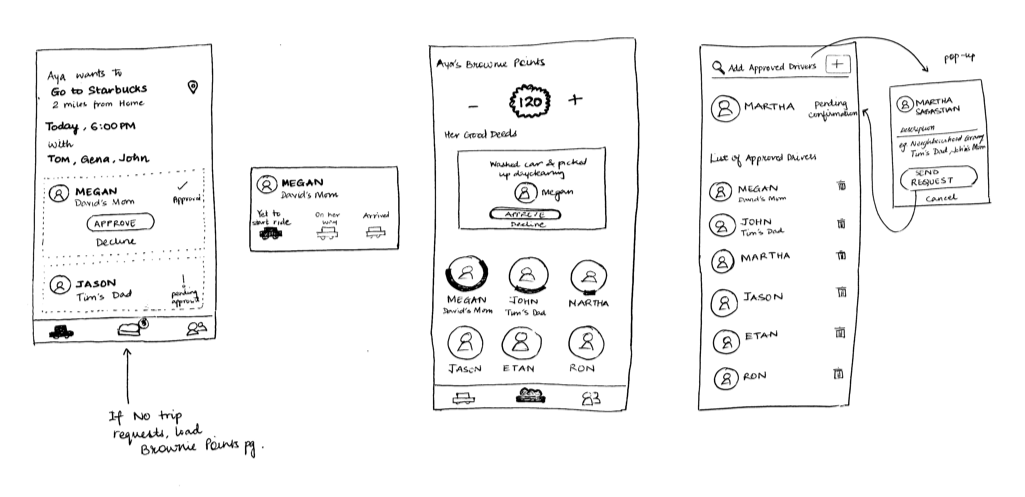 Aya wants to
Go to Starbucks
2 miles from Home
Today, 6:00 PM
with
TOM, Gena, John
MEGAN
David's Mom
Approved
APPROVE
Decline
JASON
Tim's Dad
pending
approval
If No trip
requests, load
Brownie Points pg.
MEGAN
David's Mom
Yet to
start ride
On her
way
Arrived
Aya's Brownie Points
- 120 +
Her Good Deeds
Washed car & picked
up drycleaning
Megan
APPROVE
Decline
MEGAN
David's Mom
JOHN
Tim's Dad
MARTHA
JASON
ETAN
RON
Add Approved Drivers +
MARTHA
pending
confirmation
List of Approved Drivers
MEGAN
David's Mom
JOHN
Tim's Dad
MARTHA
JASON
ETAN
RON
pop-up
MARTHA
SABASTIAN
Description
eg. Neighbourhood Granny
Tim's Dad, John's Mom
SEND
REQUEST
Cancel